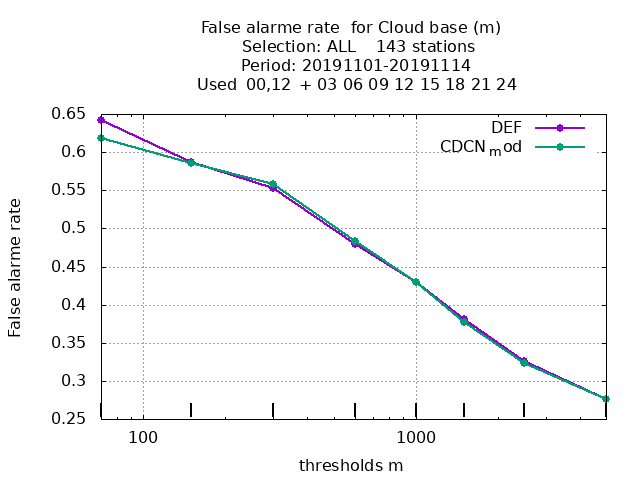 False alarme rate  for Cloud base (m)
Selection: ALL    143 stations
Period: 20191101-20191114
Used  00,12  + 03 06 09 12 15 18 21 24
DEF
CDCNmod
0.65
0.6
0.55
0.5
0.45
0.4
0.35
0.3
0.25
False alarme rate
100
1000
thresholds m